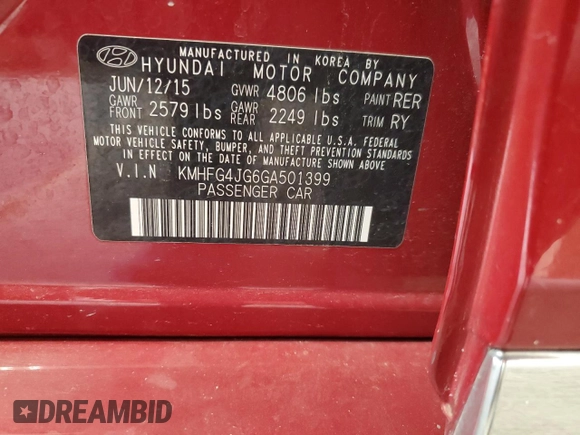 MANUFACTURED IN KOREA BY
HYUNDAI MOTOR COMPANY
JUN/12/15 GVWR 4806 lbs PAINT RER
GAWR FRONT 2579 lbs GAWR REAR 2249 lbs TRIM RY
THIS VEHICLE CONFORMS TO ALL APPLICABLE U.S.A. FEDERAL
MOTOR VEHICLE SAFETY, BUMPER, AND THEFT PREVENTION STANDARDS
IN EFFECT ON THE DATE OF MANUFACTURE SHOWN ABOVE
V.I.N KMHFG4JG6GA501399
PASSENGER CAR
DREAMBID